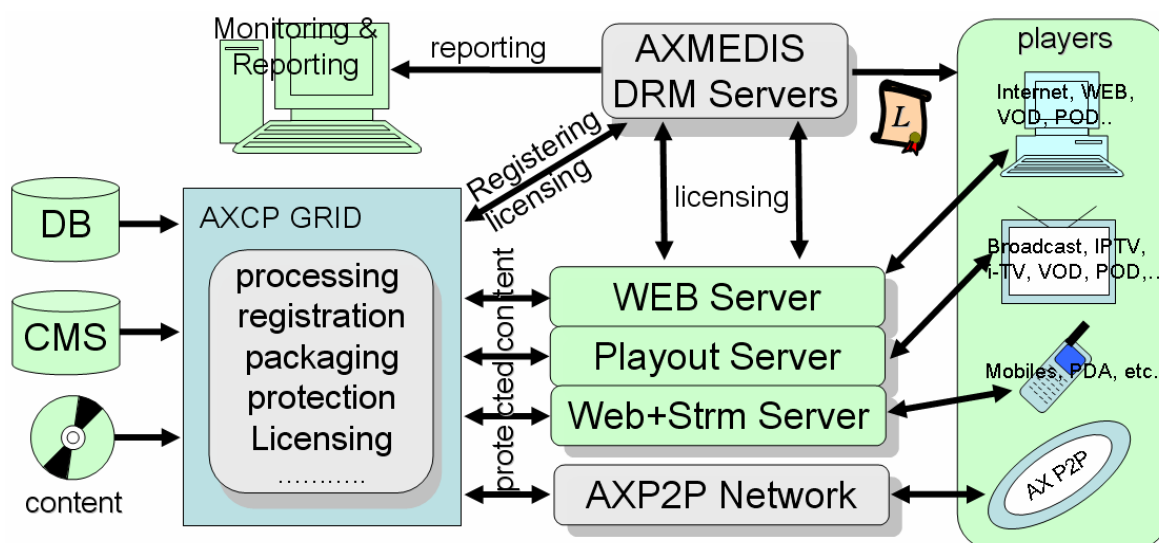 Monitoring &
Reporting
reporting
AXMEDIS
DRM Servers
L
players
Internet, WEB,
VOD, POD..
Registering
licensing
licensing
DB
CMS
content
AXCP GRID
processing
registration
packaging
protection
Licensing
...........
protected content
WEB Server
Playout Server
Web+Strm Server
AXP2P Network
Broadcast, IPTV,
i-TV, VOD, POD,...
Mobiles, PDA, etc.
AX P2P